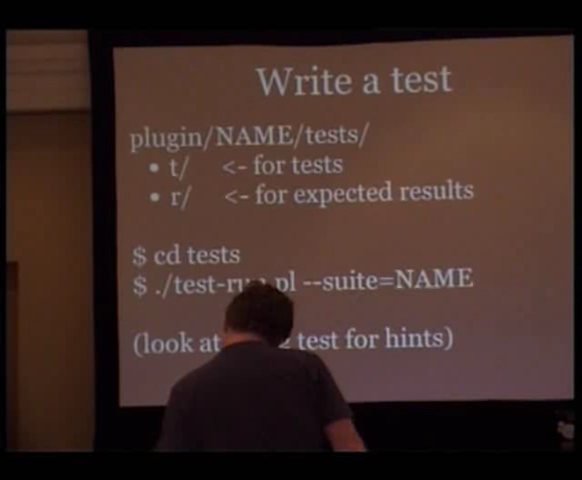 Write a test
plugin/NAME/tests/
• t/ <- for tests
• r/ <- for expected results
$ cd tests
$ ./test-run.pl --suite=NAME
(look at test for hints)